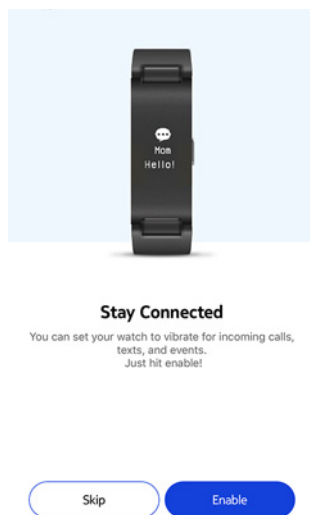 Mom
Hello!
Stay Connected
You can set your watch to vibrate for incoming calls,
texts, and events.
Just hit enable!
Skip
Enable